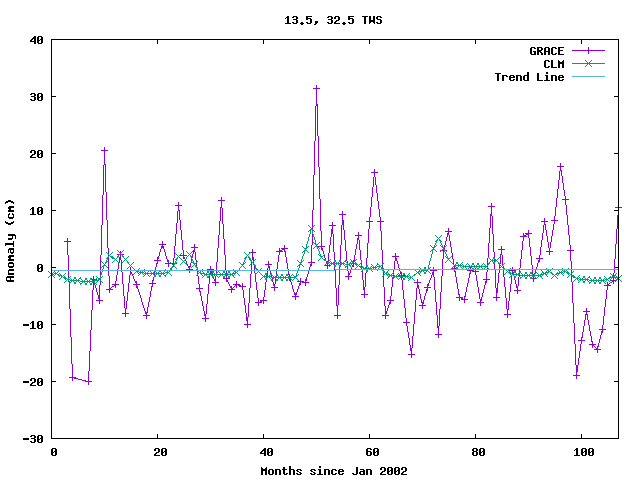 13.5, 32.5 TWS
GRACE
CLM
Trend Line
40
30
20
10
0
-10
-20
-30
Anomaly (cm)
0 20 40 60 80 100
Months since Jan 2002